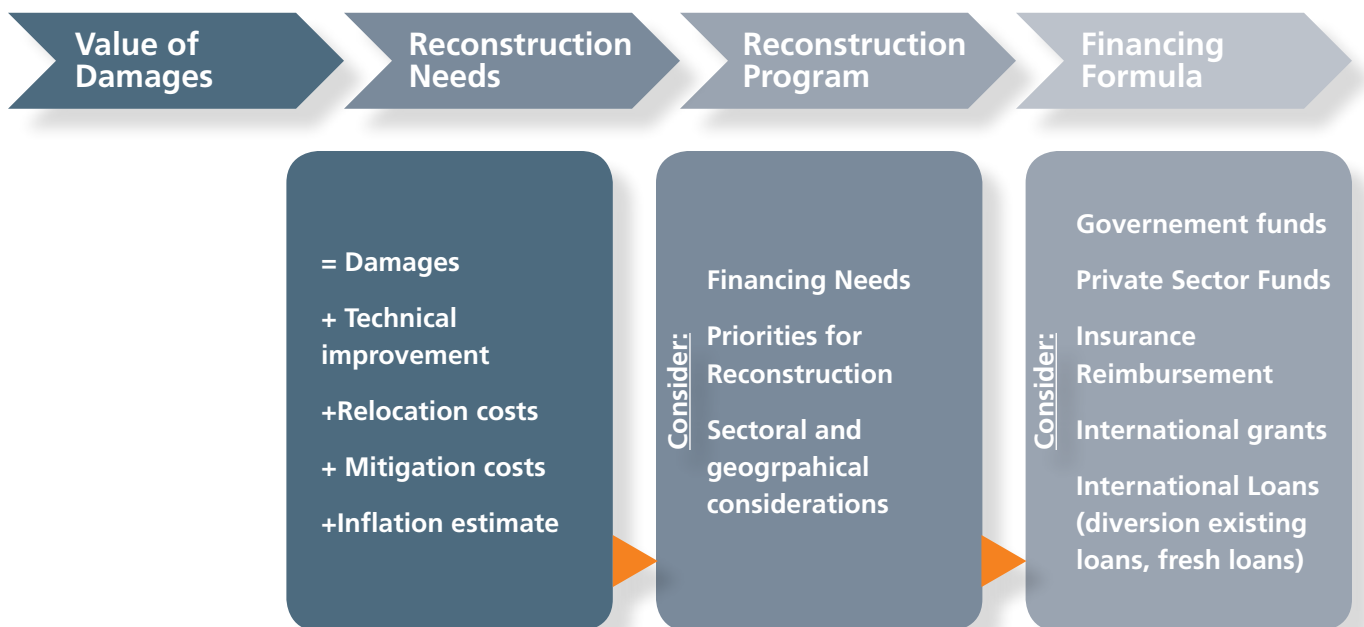 Value of
Damages
Reconstruction
Needs
Reconstruction
Program
Financing
Formula
= Damages
+ Technical
improvement
+Relocation costs
+ Mitigation costs
+Inflation estimate
Consider:
Financing Needs
Priorities for
Reconstruction
Sectoral and
geogrpahical
considerations
Consider:
Governement funds
Private Sector Funds
Insurance
Reimbursement
International grants
International Loans
(diversion existing
loans, fresh loans)